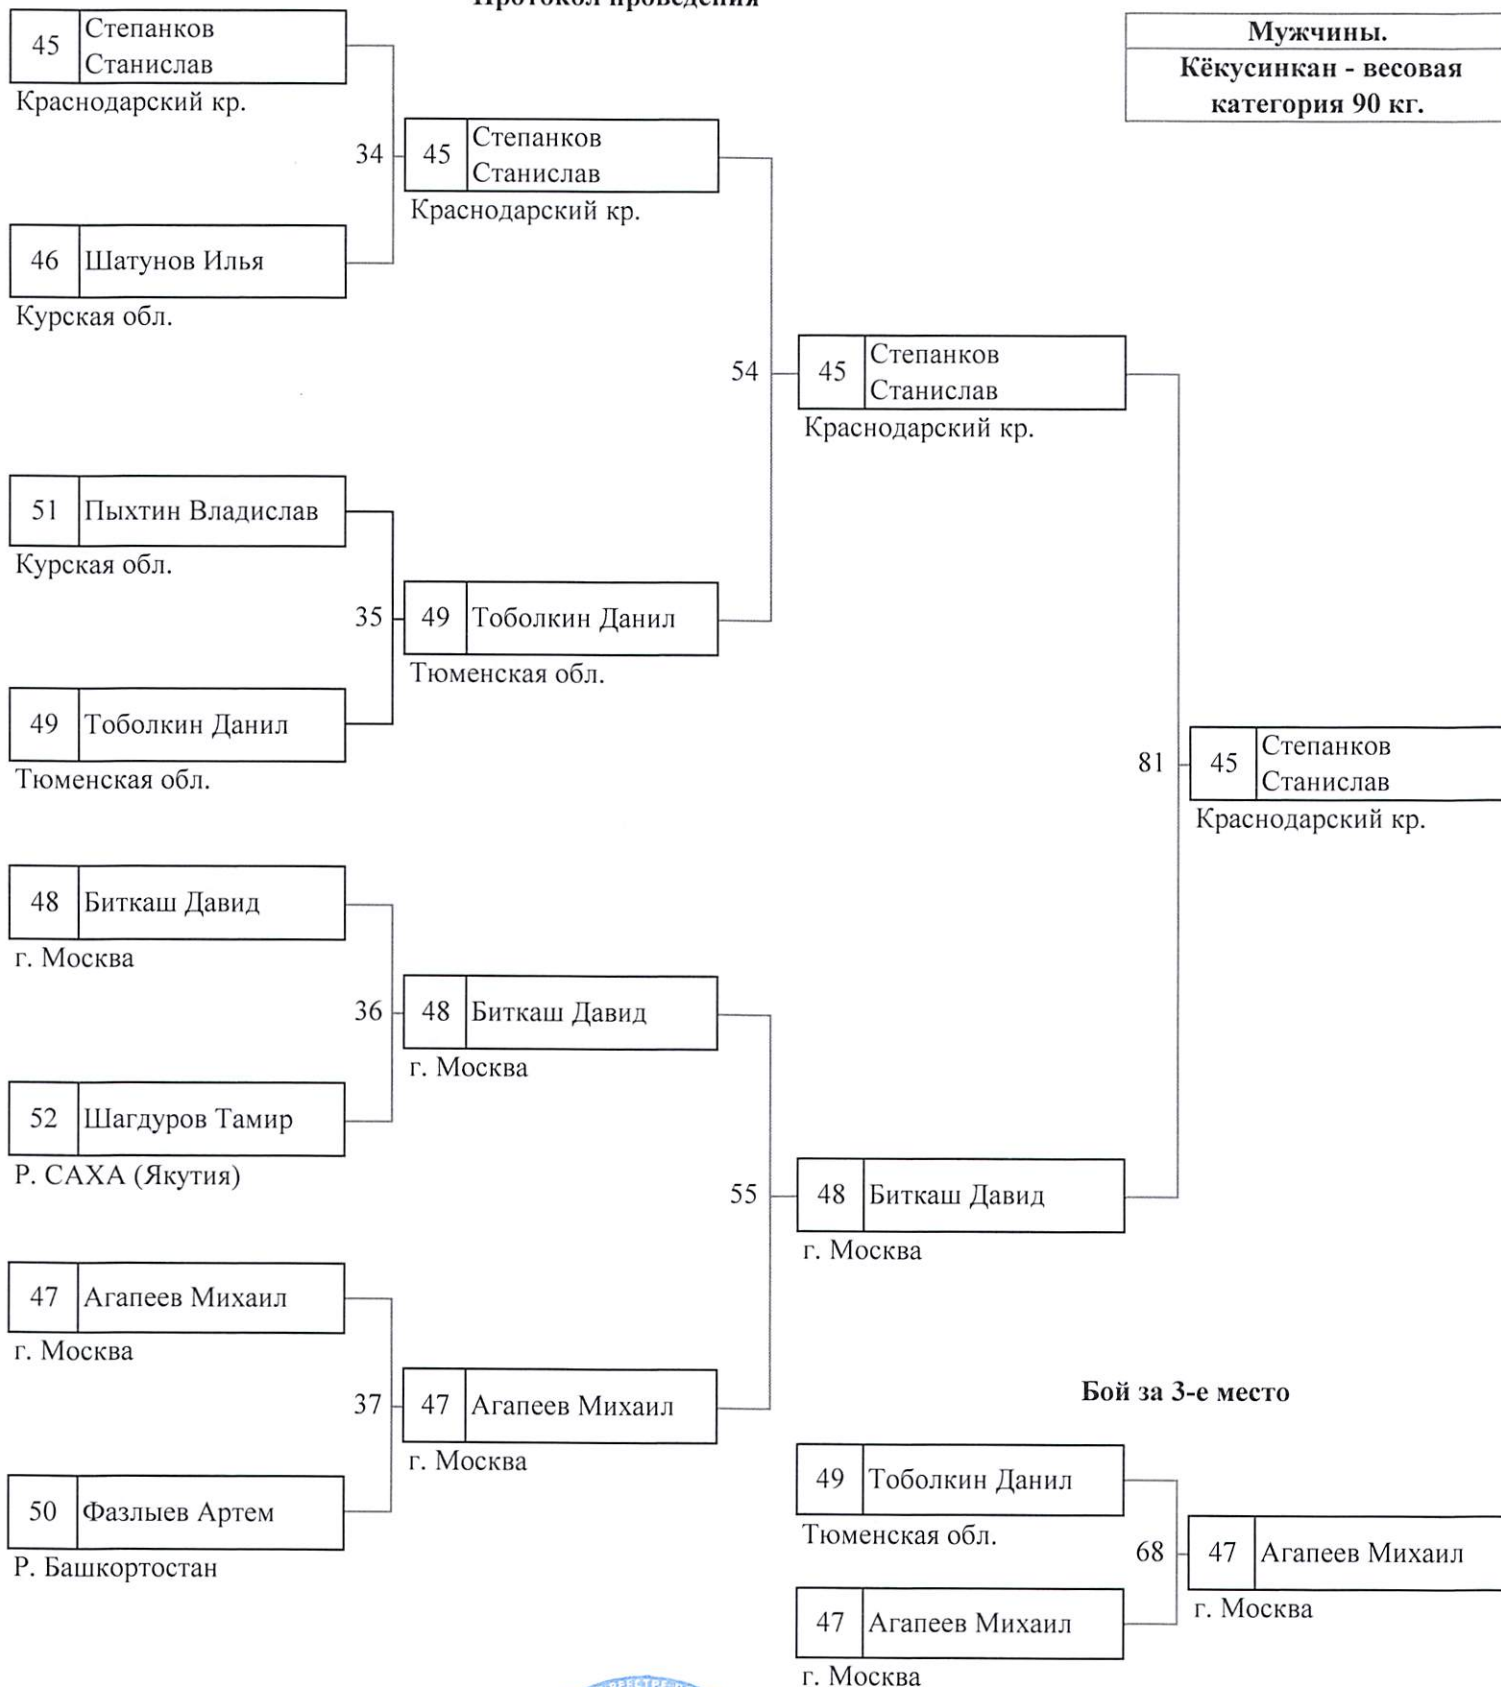 Протокол проведения
Мужчины.
Кёкусинкан - весовая
категория 90 кг.
45 Степанков
Станислав
Краснодарский кр.
46 Шатунов Илья
Курская обл.
51 Пыхтин Владислав
Курская обл.
49 Тоболкин Данил
Тюменская обл.
48 Биткаш Давид
г. Москва
52 Шагдуров Тамир
Р. САХА (Якутия)
47 Агапеев Михаил
г. Москва
50 Фазлыев Артем
Р. Башкортостан
34 45 Степанков
Станислав
Краснодарский кр.
35 49 Тоболкин Данил
Тюменская обл.
36 48 Биткаш Давид
г. Москва
37 47 Агапеев Михаил
г. Москва
54 45 Степанков
Станислав
Краснодарский кр.
55 48 Биткаш Давид
г. Москва
81 45 Степанков
Станислав
Краснодарский кр.
Бой за 3-е место
49 Тоболкин Данил
Тюменская обл.
47 Агапеев Михаил
г. Москва
68 47 Агапеев Михаил
г. Москва